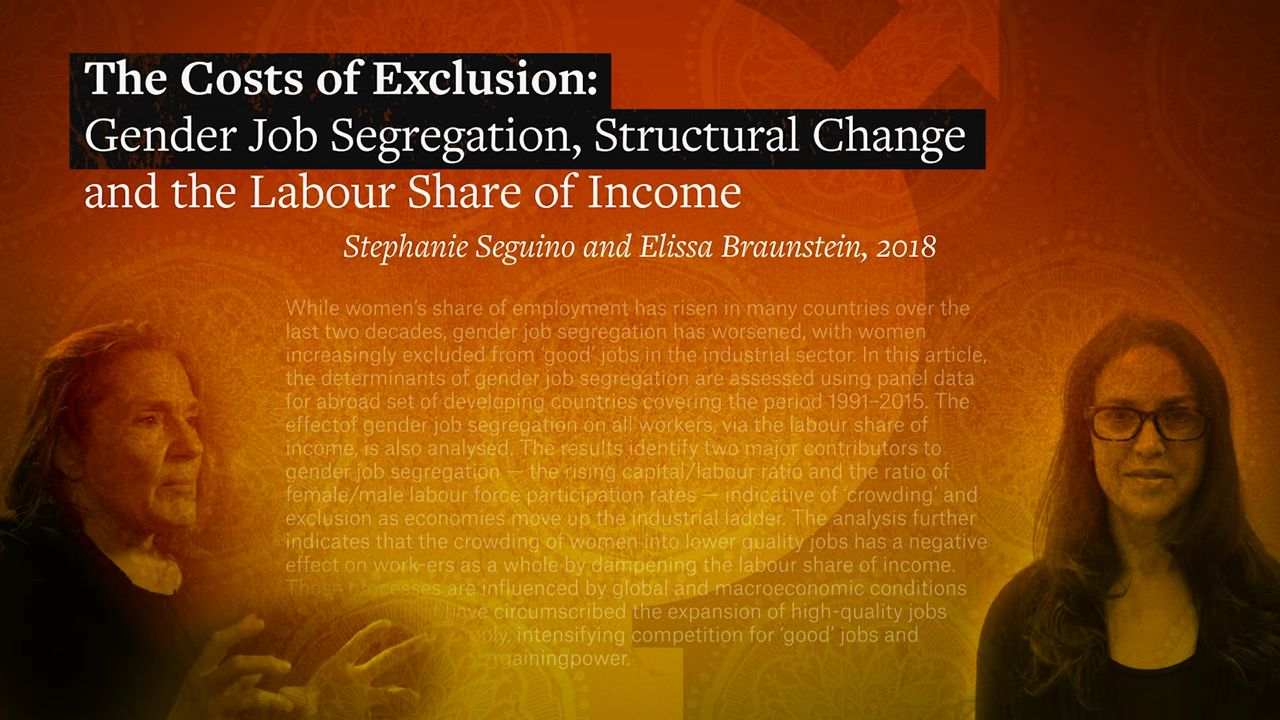 The Costs of Exclusion:
Gender Job Segregation, Structural Change
and the Labour Share of Income
Stephanie Seguino and Elissa Braunstein, 2018
While women's share of employment has risen in many countries over the
last two decades, gender job segregation has worsened, with women
increasingly excluded from 'good' jobs in the industrial sector. In this article,
the determinants of gender job segregation are assessed using panel data
for abroad set of developing countries covering the period 1991–2015. The
effectof gender job segregation on all workers, via the labour share of
income, is also analysed. The results identify two major contributors to
gender job segregation — the rising capital/labour ratio and the ratio of
female/male labour force participation rates — indicative of 'crowding' and
exclusion as economies move up the industrial ladder. The analysis further
indicates that the crowding of women into lower quality jobs has a negative
effect on work-ers as a whole by dampening the labour share of income.
These processes are influenced by global and macroeconomic conditions
circumscribed the expansion of high-quality jobs
intensifying competition for 'good' jobs and